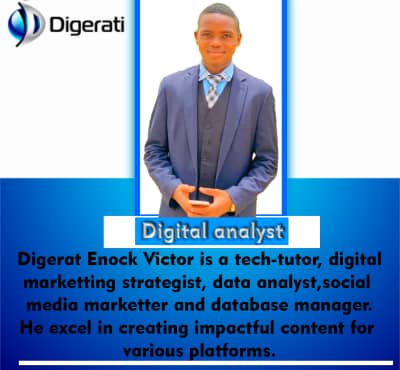 Digerati
Digital analyst
Digerat Enock Victor is a tech-tutor, digital
marketting strategist, data analyst,social
media marketter and database manager.
He excel in creating impactful content for
various platforms.